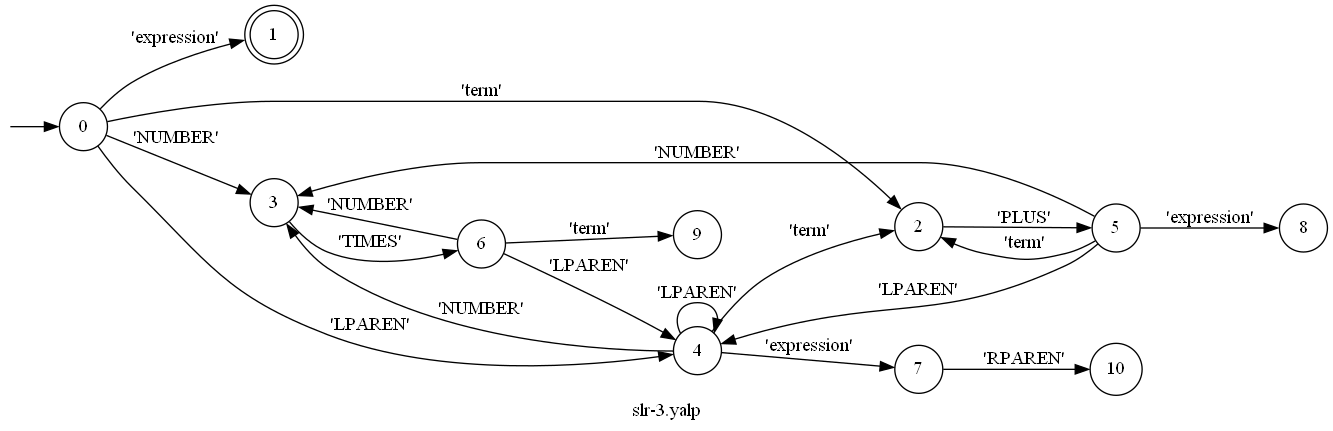 'expression'
1
'term'
0
'NUMBER'
'NUMBER'
3
'NUMBER'
'TIMES'
6
'term'
9
'term'
2
'PLUS'
5
'expression'
8
'term'
'LPAREN'
'LPAREN'
'LPAREN'
'NUMBER'
'LPAREN'
4
'expression'
7
'RPAREN'
10
slr-3.yalp